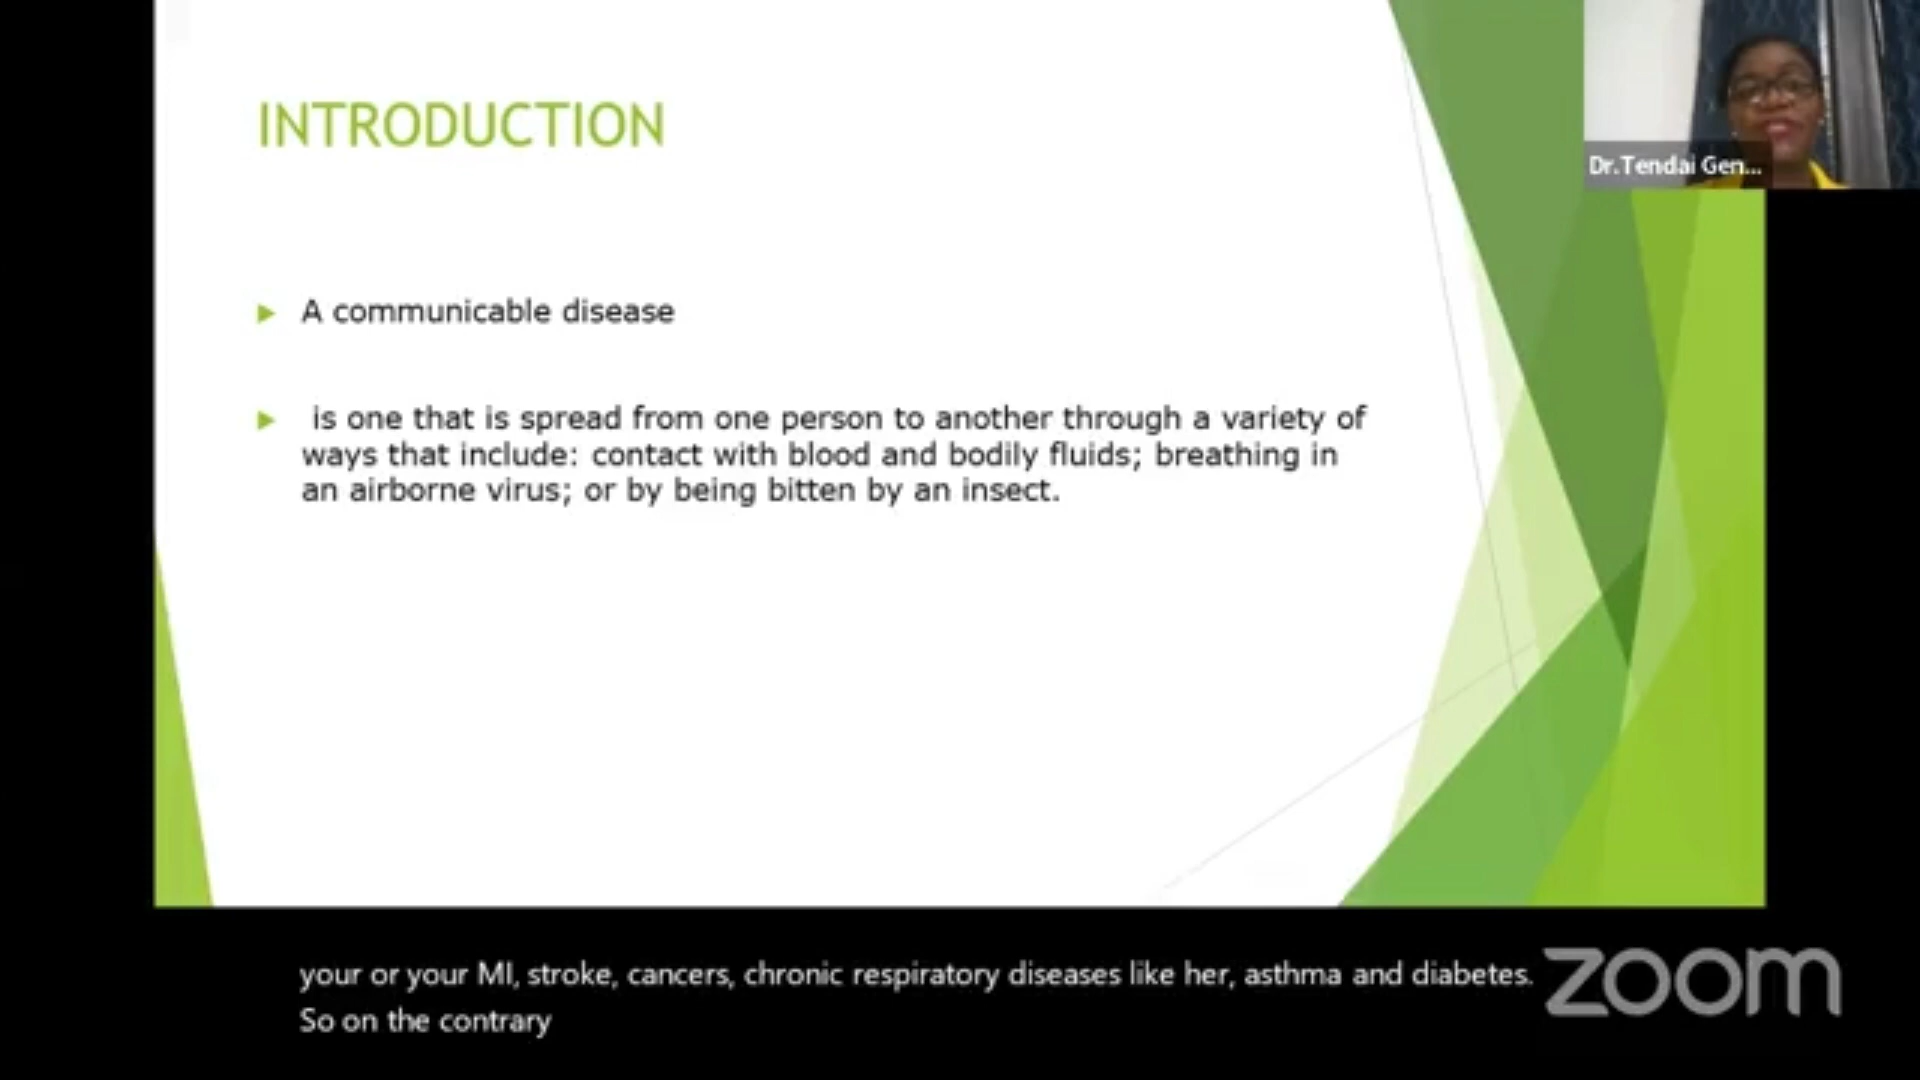 INTRODUCTION
Dr.Tendai Gen...
A communicable disease
is one that is spread from one person to another through a variety of
ways that include: contact with blood and bodily fluids; breathing in
an airborne virus; or by being bitten by an insect.
your or your MI, stroke, cancers, chronic respiratory diseases like her, asthma and diabetes.
So on the contrary
zoom